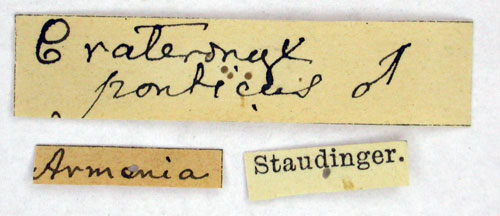 Crateronyx
ponticus ♂
Armenia
Staudinger.